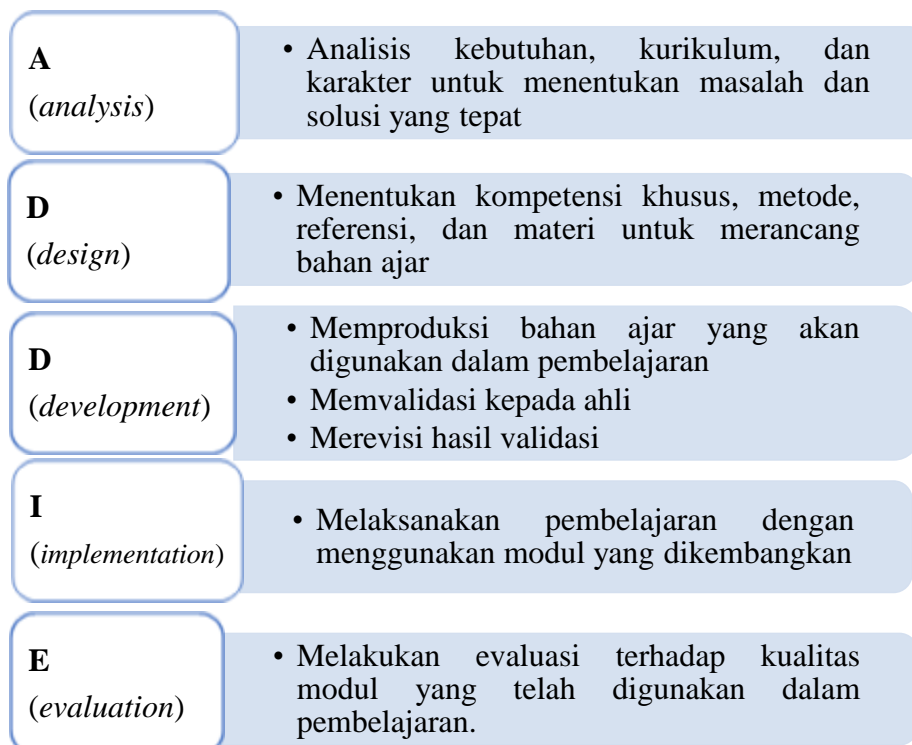 A
(analysis)
• Analisis kebutuhan, kurikulum, dan
karakter untuk menentukan masalah dan
solusi yang tepat
D
(design)
• Menentukan kompetensi khusus, metode,
referensi, dan materi untuk merancang
bahan ajar
D
(development)
• Memproduksi bahan ajar yang akan
digunakan dalam pembelajaran
• Memvalidasi kepada ahli
• Merevisi hasil validasi
I
(implementation)
• Melaksanakan pembelajaran dengan
menggunakan modul yang dikembangkan
E
(evaluation)
• Melakukan evaluasi terhadap kualitas
modul yang telah digunakan dalam
pembelajaran.